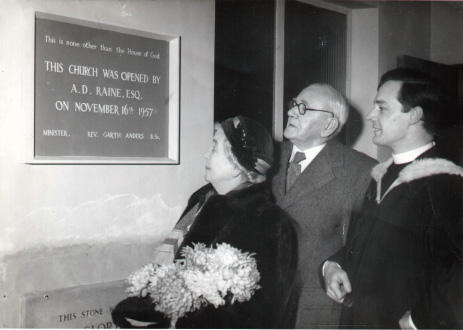 This is none other than the House of God
THIS CHURCH WAS OPENED BY
A.D. RAINE, ESQ.
ON NOVEMBER 16TH 1957
MINISTER. REV. GARTH ANDERS B.Sc.
THIS STONE
GLORY